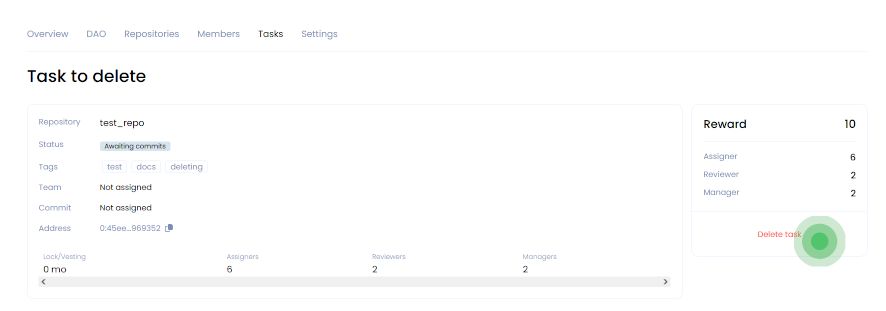 Overview DAO Repositories Members Tasks Settings
Task to delete
Repository test_repo
Status Awaiting commits
Tags test docs deleting
Team Not assigned
Commit Not assigned
Address 0:45ee...969352
Lock/Vesting Assigners Reviewers Managers
0 mo 6 2 2
Reward 10
Assigner 6
Reviewer 2
Manager 2
Delete task